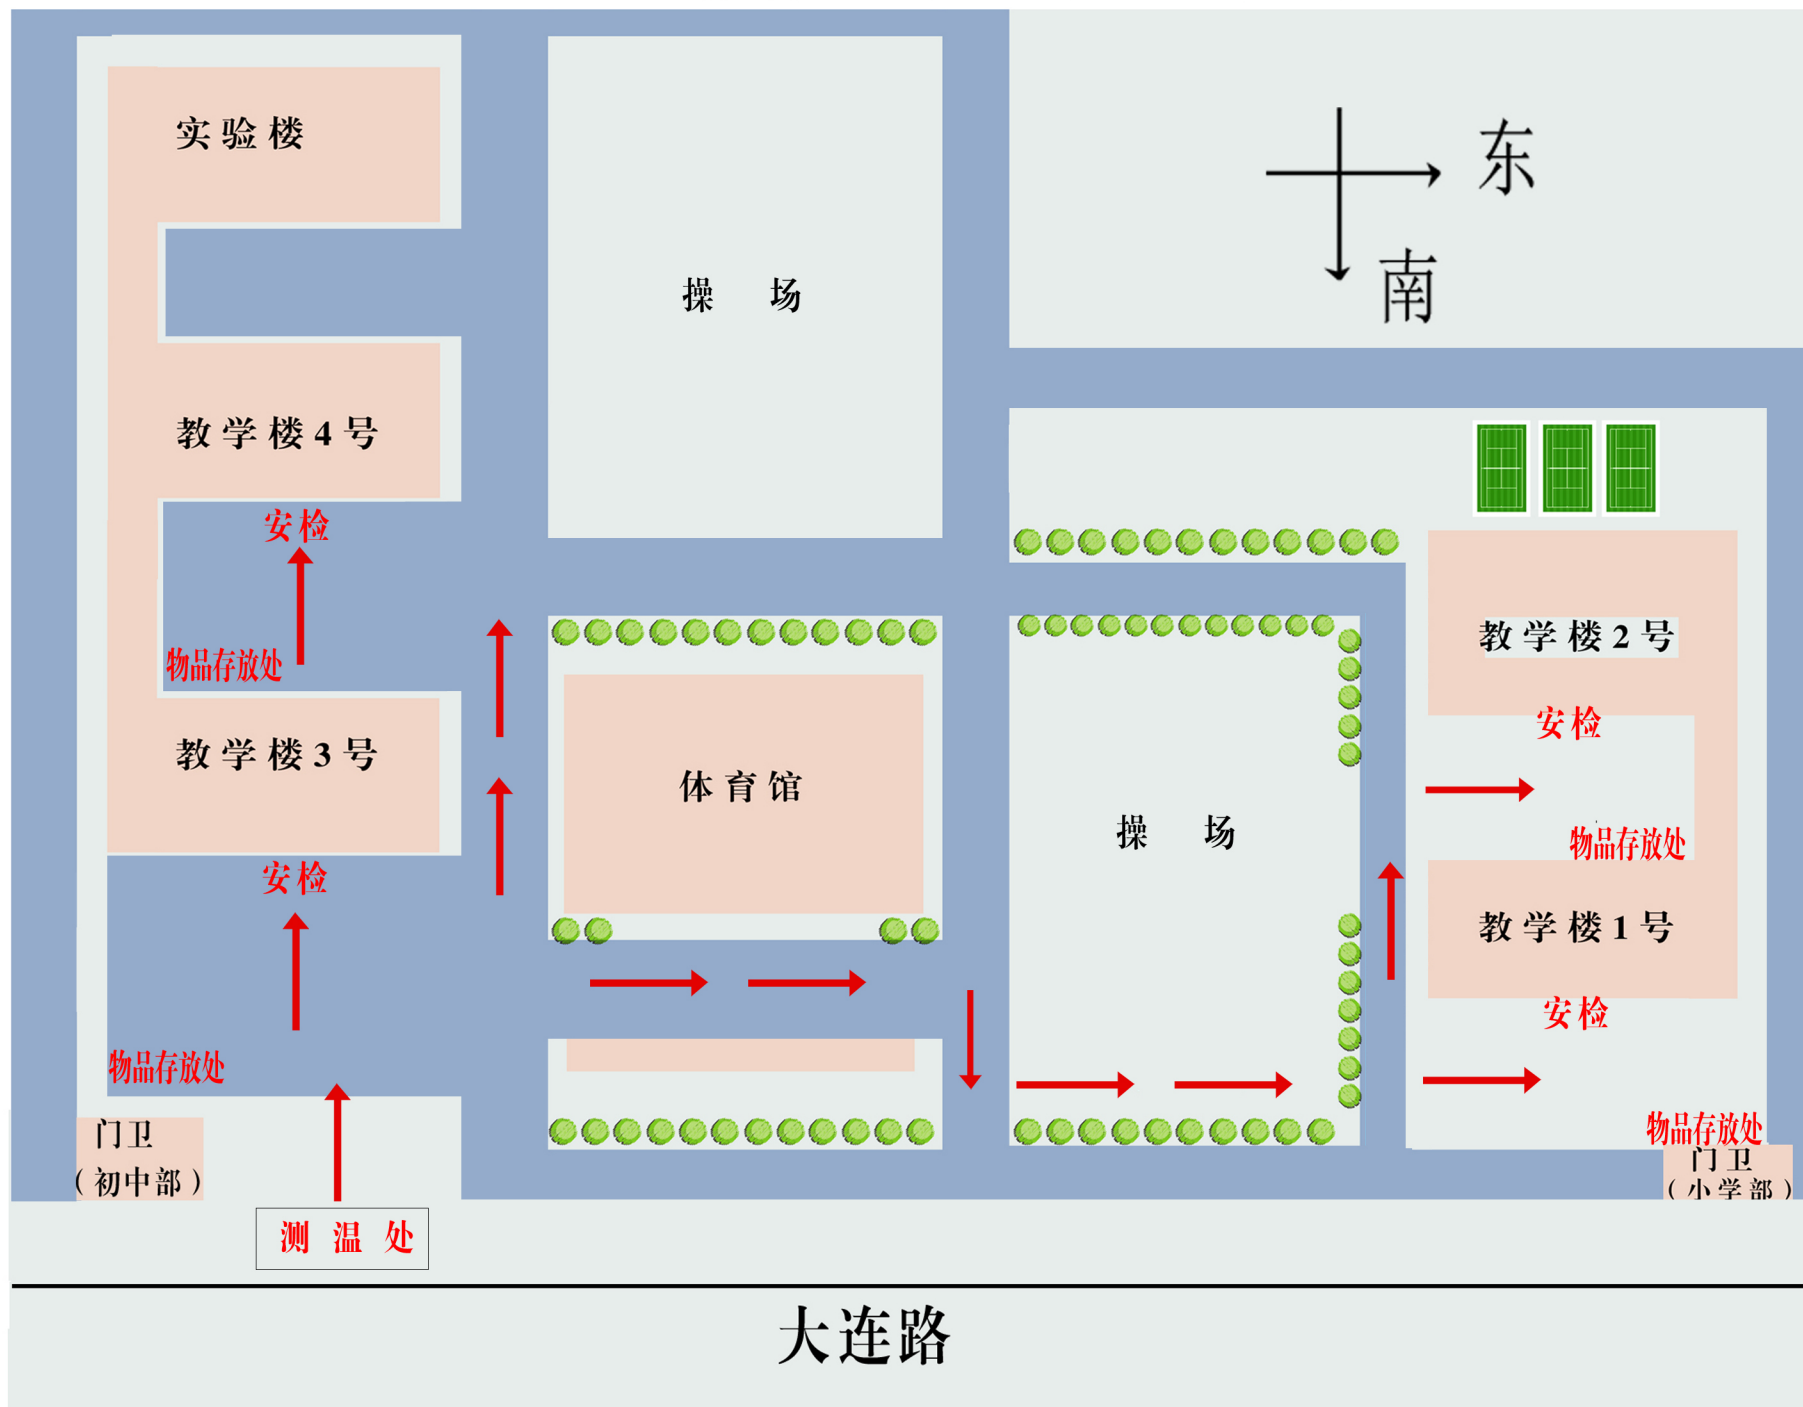 实验楼
东
南
操 场
教学楼4号
安检
物品存放处
教学楼3号
安检
物品存放处
门卫
(初中部)
测温处
体育馆
操 场
教学楼2号
安检
物品存放处
教学楼1号
安检
物品存放处
门卫
(小学部)
大连路